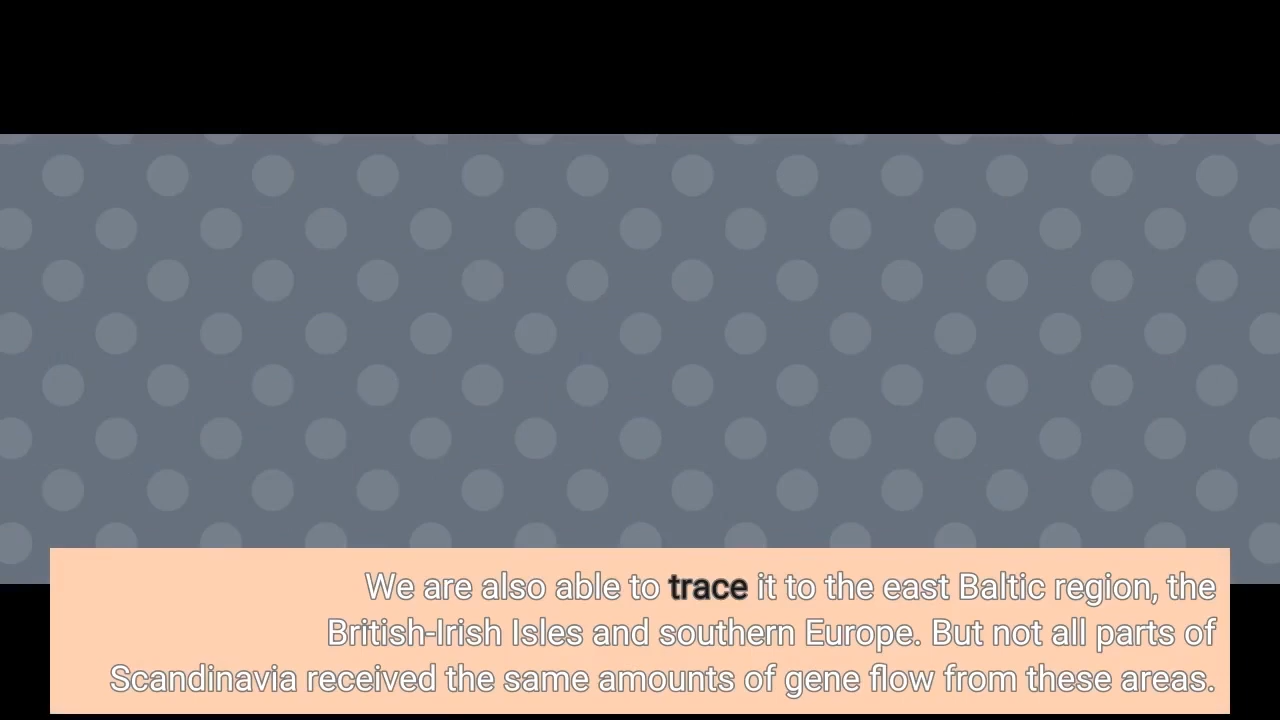 We are also able to trace it to the east Baltic region, the
British-Irish Isles and southern Europe. But not all parts of
Scandinavia received the same amounts of gene flow from these areas.